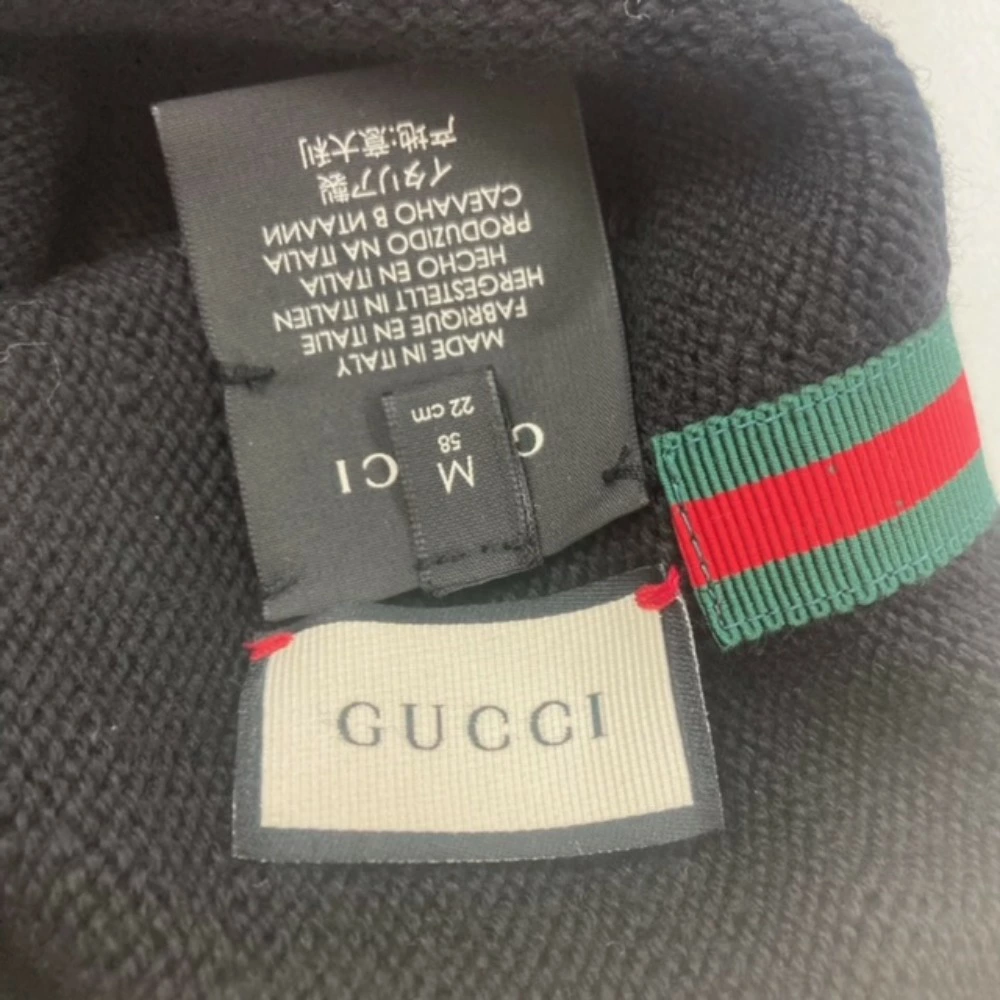 GUCCI
M
58
22 cm
G CCI
MADE IN ITALY
FABRIQUE EN ITALIE
HERGESTELLT IN ITALIEN
HECHO EN ITALIA
PRODUZIDO NA ITALIA
СДЕЛАНО В ИТАЛИИ
イタリア製
产地:意大利